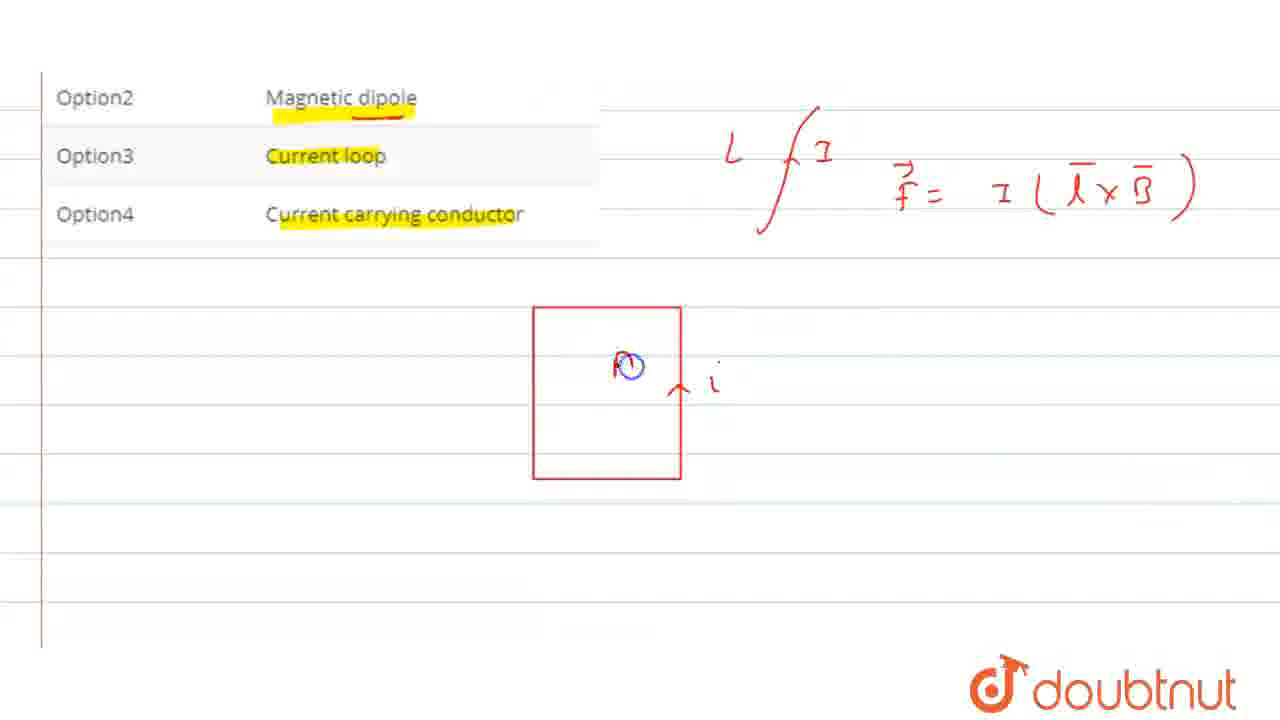 Option2 Magnetic dipole
Option3 Current loop
Option4 Current carrying conductor
L I
F⃗ = I ( l̅ × B̅ )
A i
doubtnut